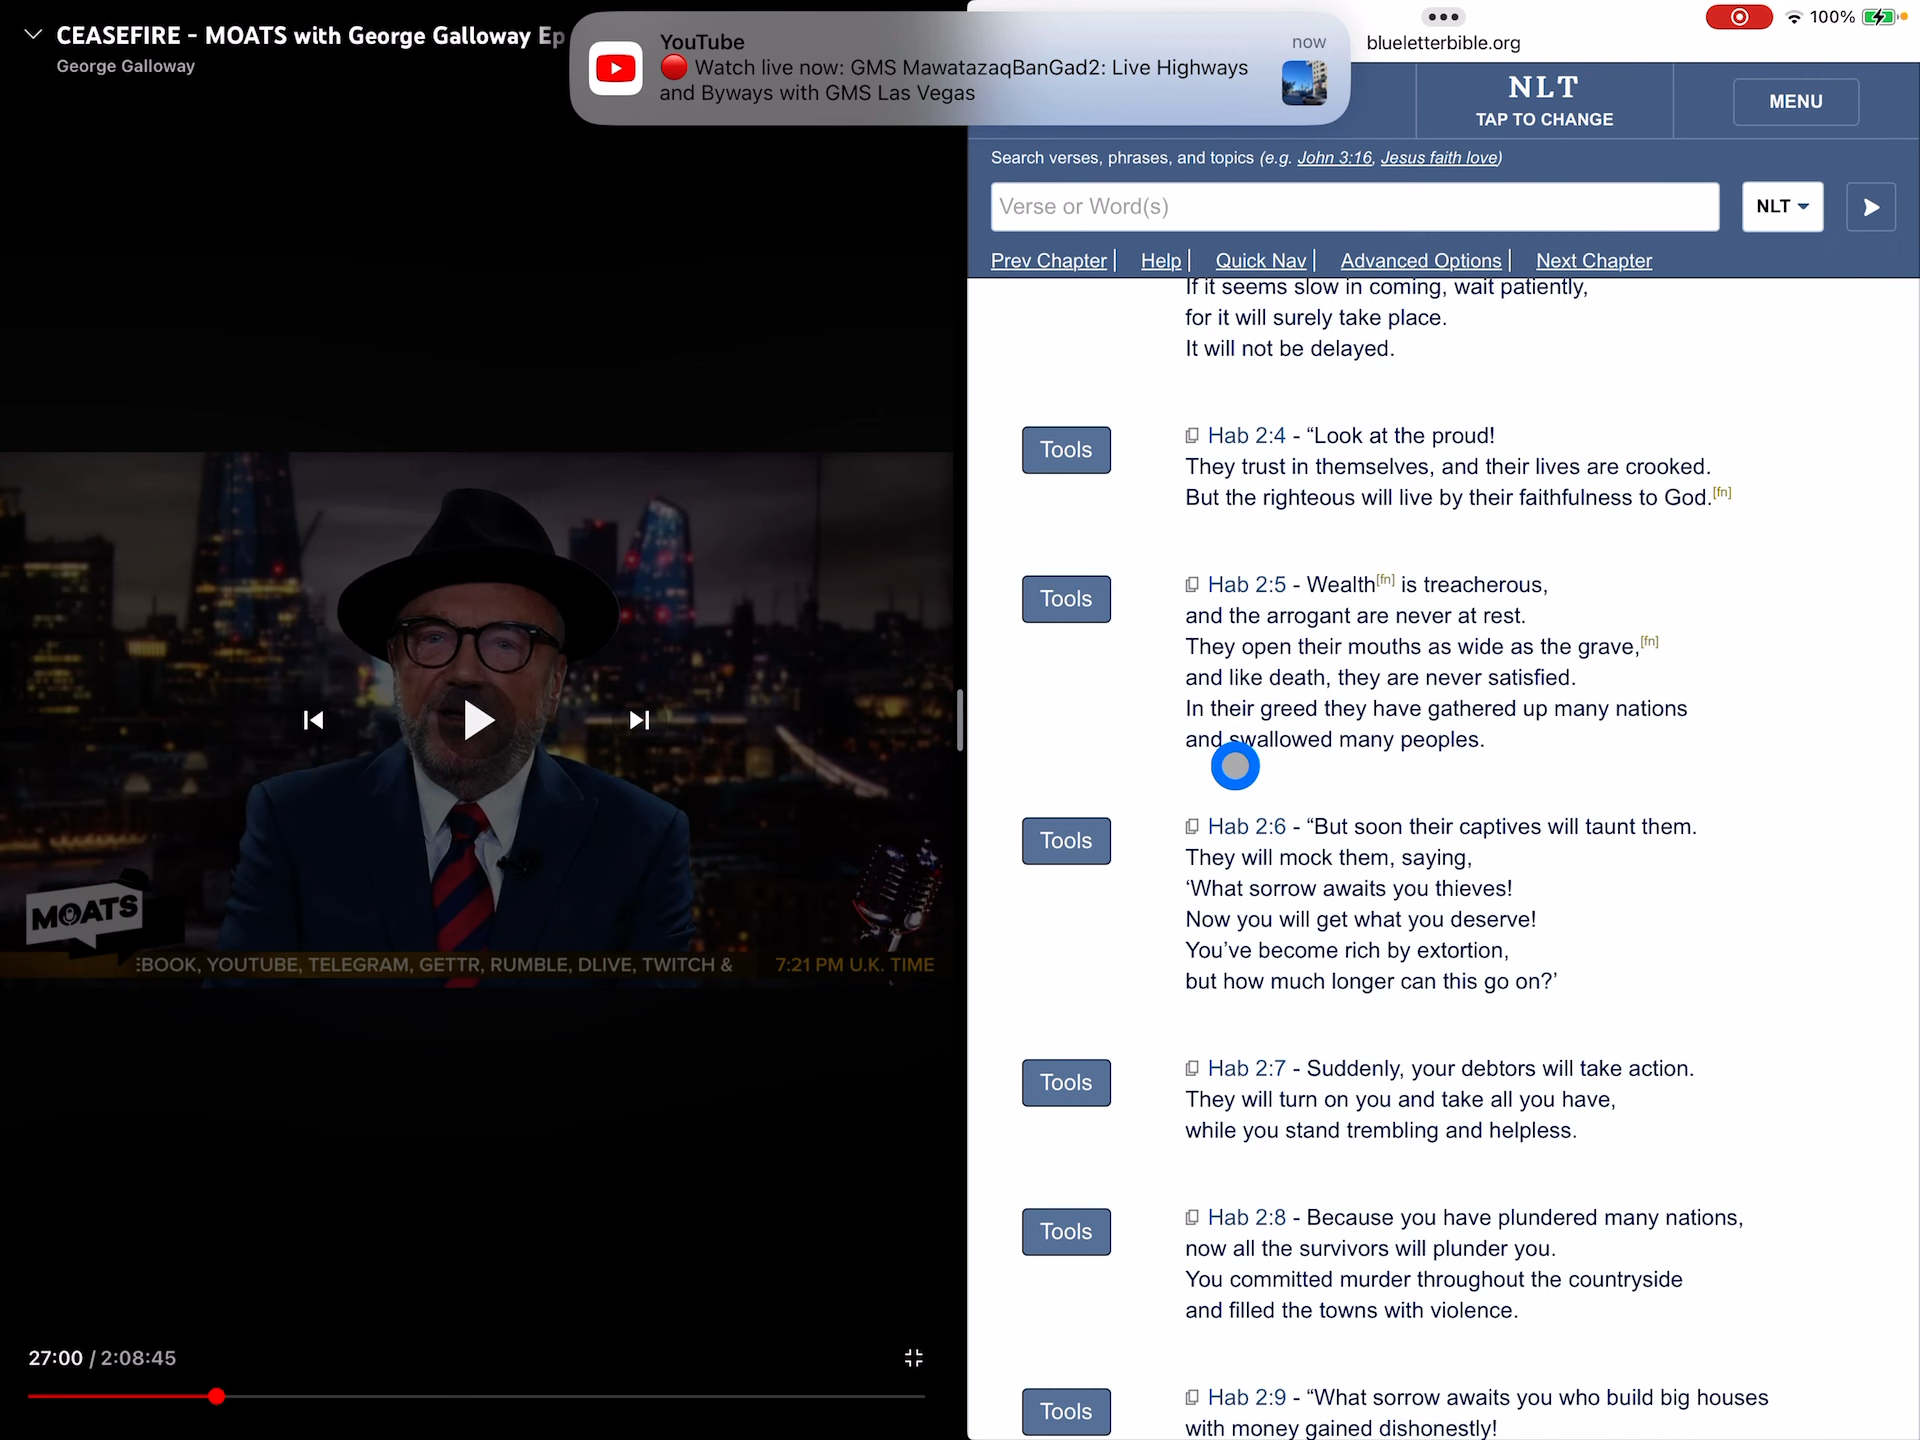 CEASEFIRE - MOATS with George Galloway Ep
George Galloway
YouTube
now
🔴 Watch live now: GMS MawatazaqBanGad2: Live Highways
and Byways with GMS Las Vegas
blueletterbible.org
100%
NLT
TAP TO CHANGE
MENU
Search verses, phrases, and topics (e.g. John 3:16, Jesus faith love)
Verse or Word(s)
NLT
Prev Chapter | Help | Quick Nav | Advanced Options | Next Chapter
If it seems slow in coming, wait patiently,
for it will surely take place.
It will not be delayed.
Tools
Hab 2:4 - “Look at the proud!
They trust in themselves, and their lives are crooked.
But the righteous will live by their faithfulness to God.[fn]
Tools
Hab 2:5 - Wealth[fn] is treacherous,
and the arrogant are never at rest.
They open their mouths as wide as the grave,[fn]
and like death, they are never satisfied.
In their greed they have gathered up many nations
and swallowed many peoples.
Tools
Hab 2:6 - “But soon their captives will taunt them.
They will mock them, saying,
‘What sorrow awaits you thieves!
Now you will get what you deserve!
You’ve become rich by extortion,
but how much longer can this go on?’
Tools
Hab 2:7 - Suddenly, your debtors will take action.
They will turn on you and take all you have,
while you stand trembling and helpless.
Tools
Hab 2:8 - Because you have plundered many nations,
now all the survivors will plunder you.
You committed murder throughout the countryside
and filled the towns with violence.
Tools
Hab 2:9 - “What sorrow awaits you who build big houses
with money gained dishonestly!
MOATS
EBOOK, YOUTUBE, TELEGRAM, GETTR, RUMBLE, DLIVE, TWITCH &
7:21 PM U.K. TIME
27:00 / 2:08:45